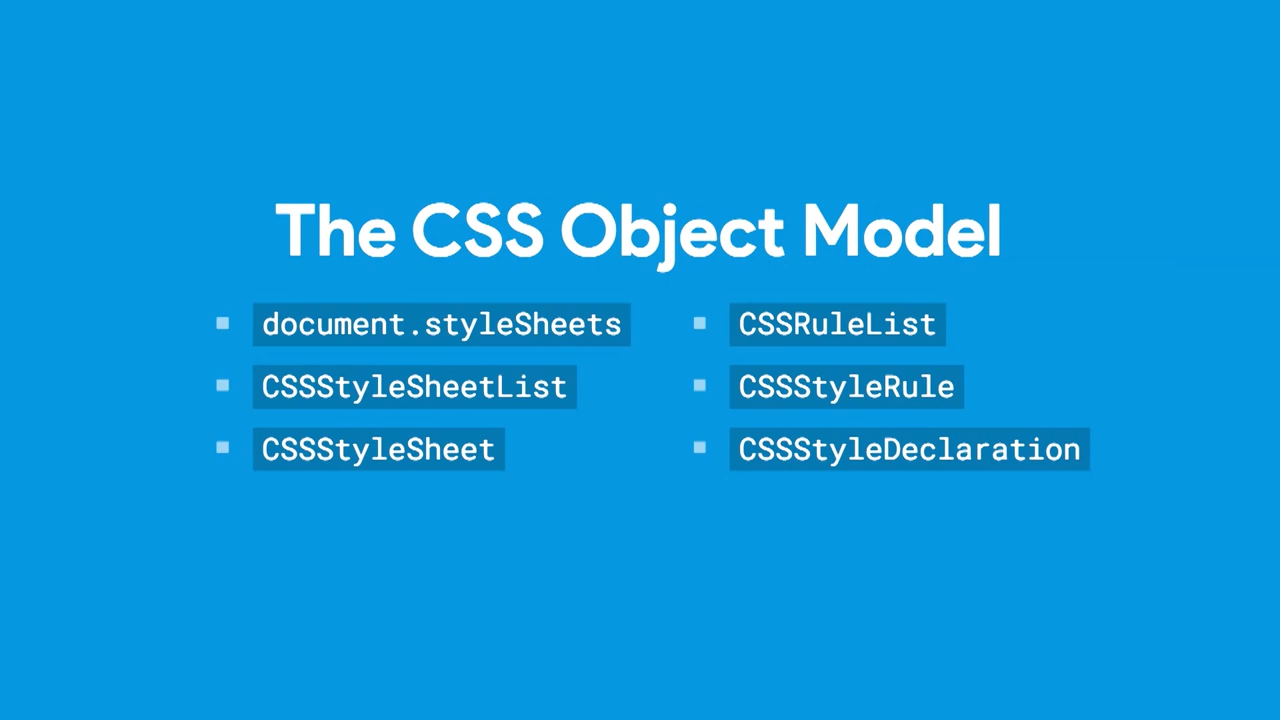 The CSS Object Model
document.styleSheets
CSSStyleSheetList
CSSStyleSheet
CSSRuleList
CSSStyleRule
CSSStyleDeclaration